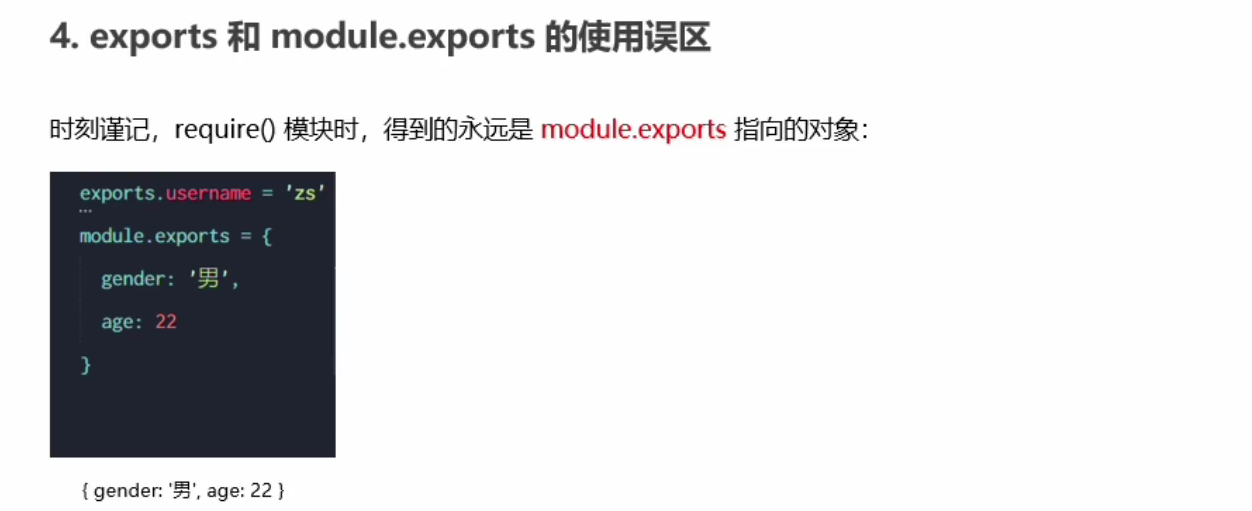 4. exports 和 module.exports 的使用误区
时刻谨记，require() 模块时，得到的永远是 module.exports 指向的对象：
exports.username = 'zs'
module.exports = {
gender: '男',
age: 22
}
{ gender: '男', age: 22 }